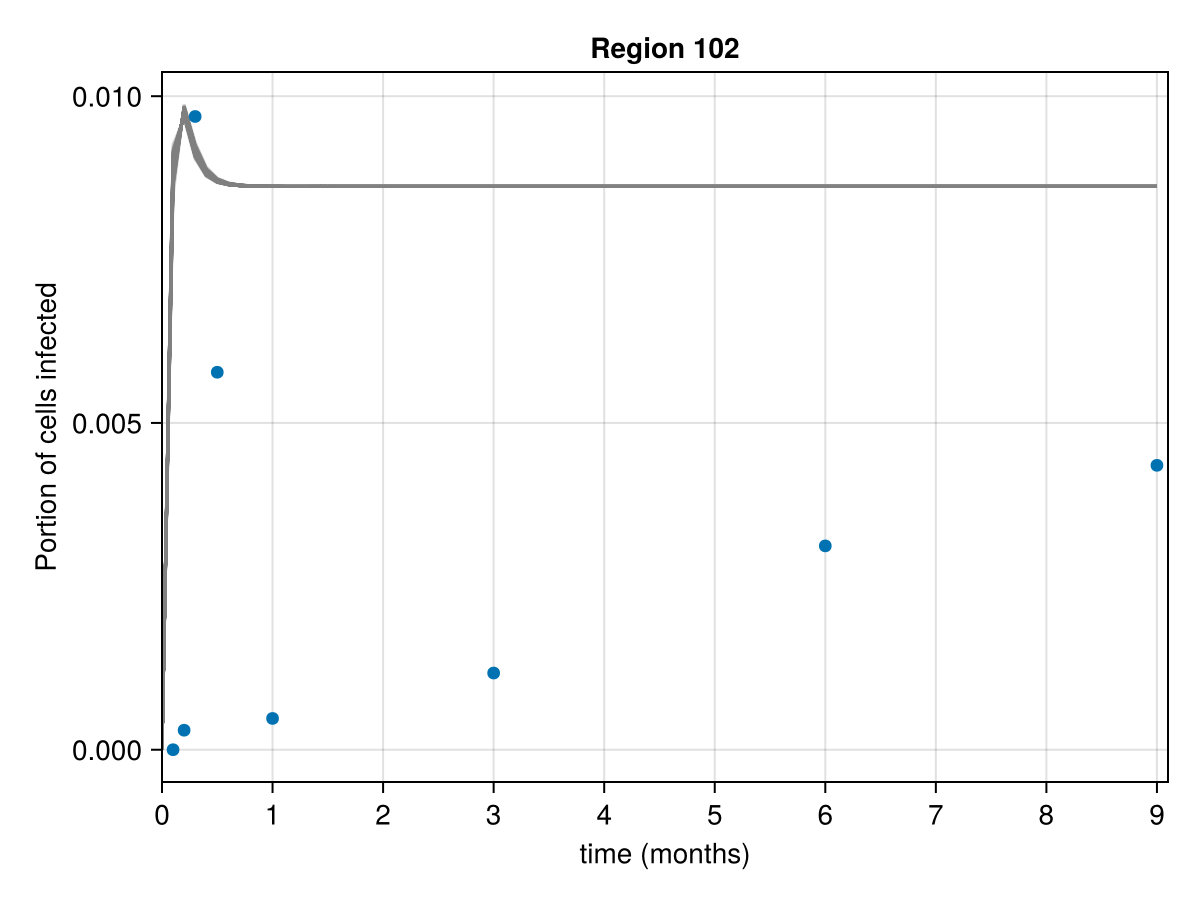 Region 102
0.010
0.005
0.000
Portion of cells infected
0 1 2 3 4 5 6 7 8 9
time (months)